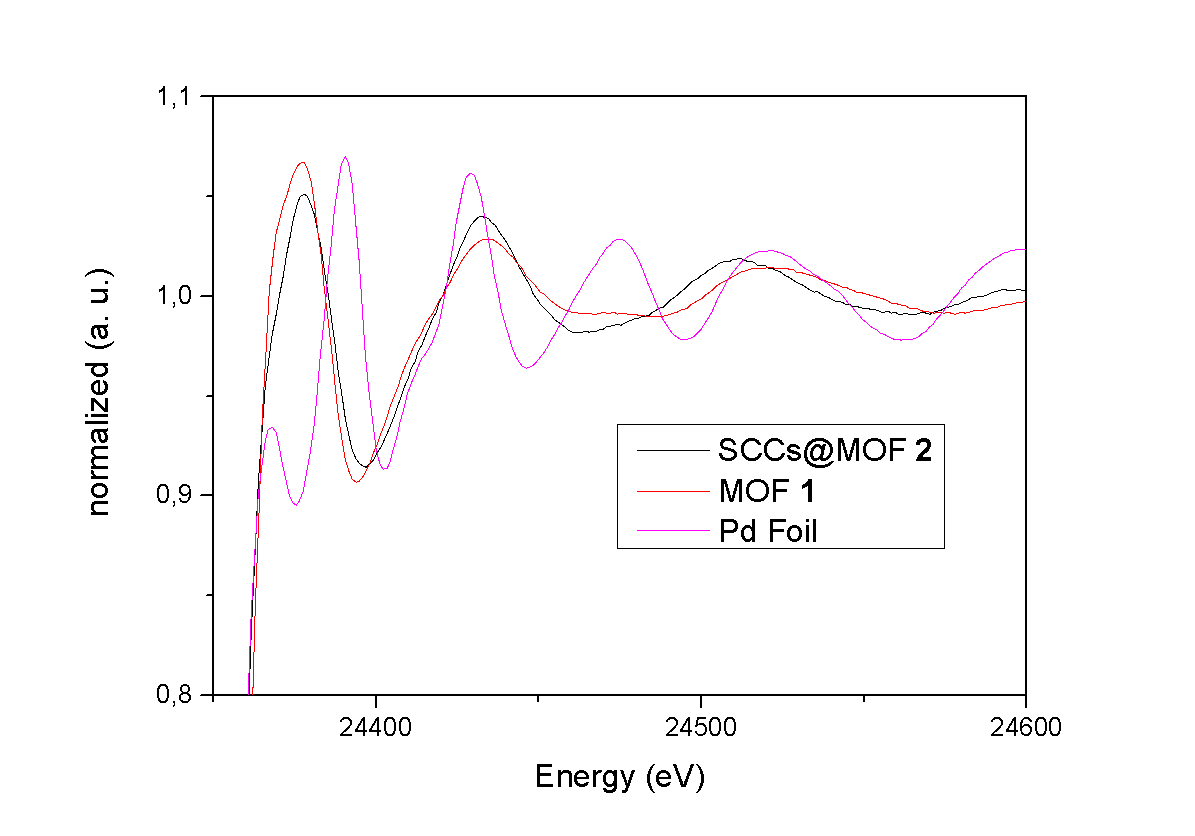 1,1
1,0
0,9
0,8
normalized (a. u.)
SCCs@MOF 2
MOF 1
Pd Foil
24400
24500
24600
Energy (eV)